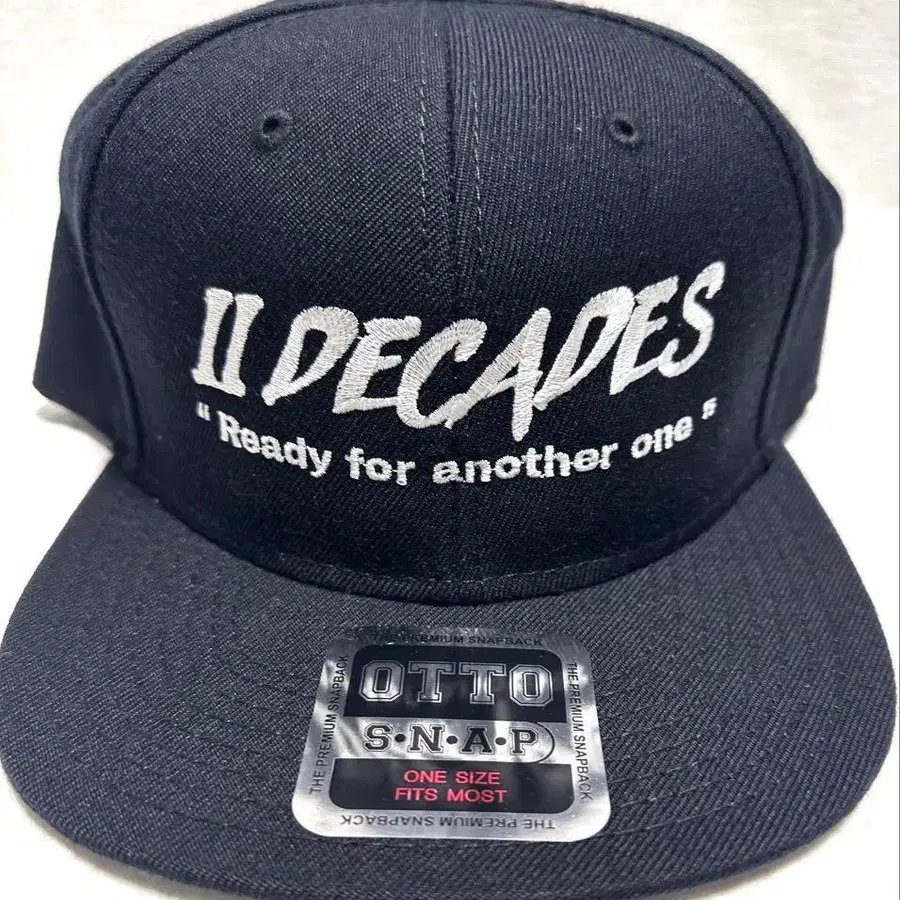 II DECADES
“ Ready for another one ”
THE PREMIUM SNAPBACK
OTTO
S·N·A·P
ONE SIZE
FITS MOST
THE PREMIUM SNAPBACK
THE PREMIUM SNAPBACK
THE PREMIUM SNAPBACK